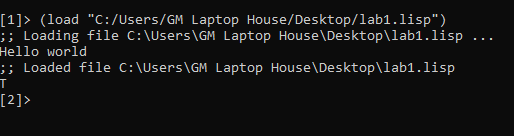 [1]> (load "C:/Users/GM Laptop House/Desktop/lab1.lisp")
;; Loading file C:\Users\GM Laptop House\Desktop\lab1.lisp ...
Hello world
;; Loaded file C:\Users\GM Laptop House\Desktop\lab1.lisp
T
[2]>